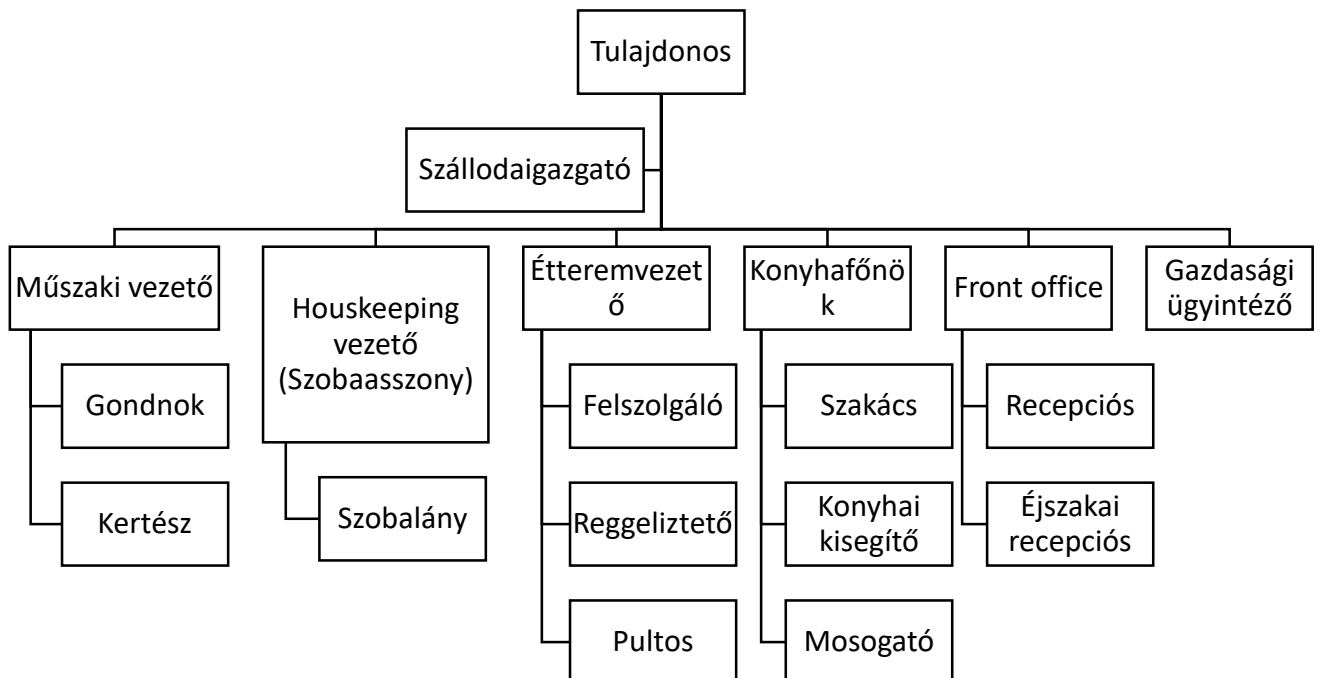 Tulajdonos
Szállodaigazgató
Műszaki vezető
Houskeeping
vezető
(Szobaasszony)
Étteremvezet
ő
Konyhafőnö
k
Front office
Gazdasági
ügyintéző
Gondnok
Kertész
Szobalány
Felszolgáló
Reggeliztető
Pultos
Szakács
Konyhai
kisegítő
Mosogató
Recepciós
Éjszakai
recepciós